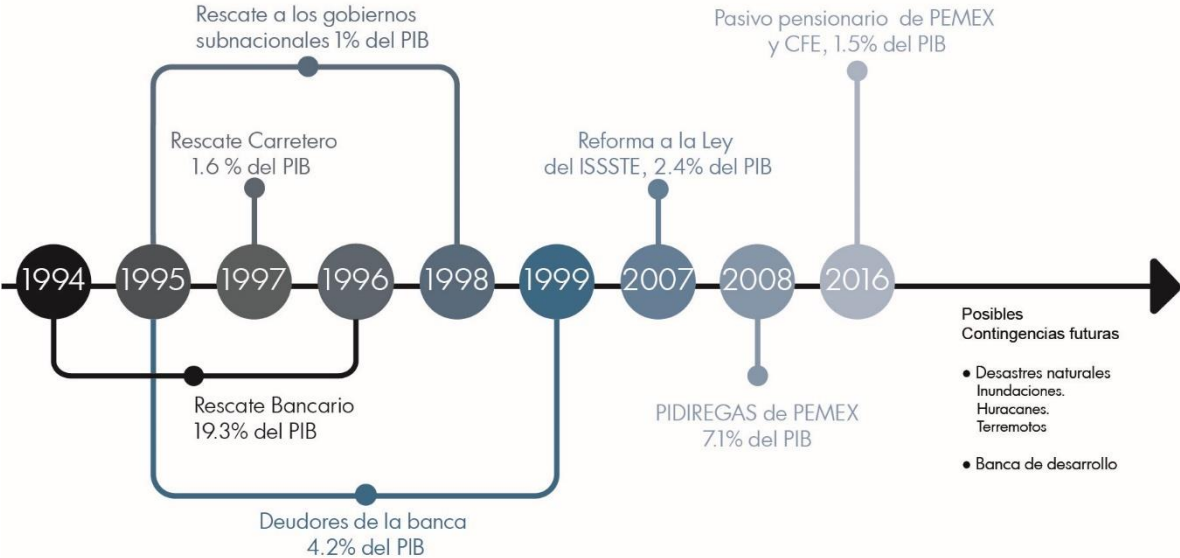 Rescate a los gobiernos
subnacionales 1% del PIB
Pasivo pensionario de PEMEX
y CFE, 1.5% del PIB
Rescate Carretero
1.6 % del PIB
Reforma a la Ley
del ISSSTE, 2.4% del PIB
1994 1995 1997 1996 1998 1999 2007 2008 2016
Posibles
Contingencias futuras
● Desastres naturales
Inundaciones.
Huracanes.
Terremotos
● Banca de desarrollo
Rescate Bancario
19.3% del PIB
PIDIREGAS de PEMEX
7.1% del PIB
Deudores de la banca
4.2% del PIB